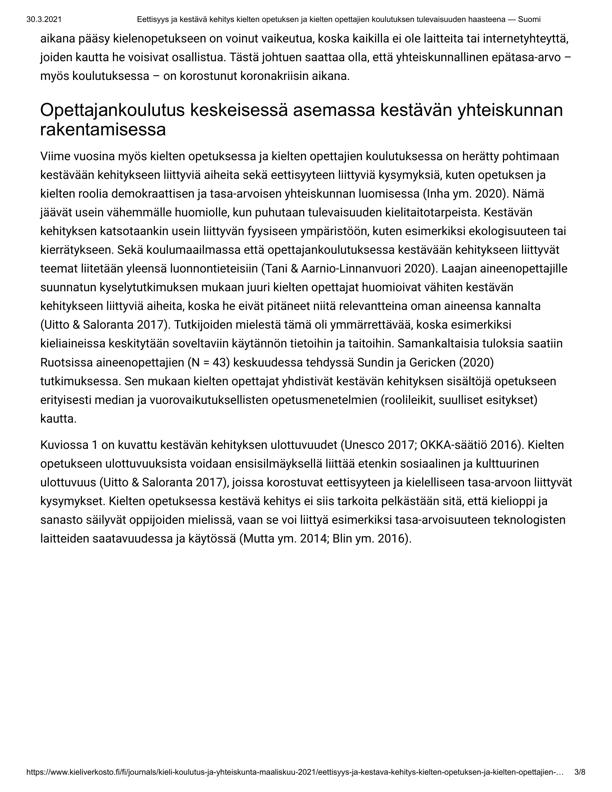 30.3.2021 Eettisyys ja kestävä kehitys kielten opetuksen ja kielten opettajien koulutuksen tulevaisuuden haasteena — Suomi
aikana pääsy kielenopetukseen on voinut vaikeutua, koska kaikilla ei ole laitteita tai internetyhteyttä,
joiden kautta he voisivat osallistua. Tästä johtuen saattaa olla, että yhteiskunnallinen epätasa-arvo –
myös koulutuksessa – on korostunut koronakriisin aikana.
Opettajankoulutus keskeisessä asemassa kestävän yhteiskunnan
rakentamisessa
Viime vuosina myös kielten opetuksessa ja kielten opettajien koulutuksessa on herätty pohtimaan
kestävään kehitykseen liittyviä aiheita sekä eettisyyteen liittyviä kysymyksiä, kuten opetuksen ja
kielten roolia demokraattisen ja tasa-arvoisen yhteiskunnan luomisessa (Inha ym. 2020). Nämä
jäävät usein vähemmälle huomiolle, kun puhutaan tulevaisuuden kielitaitotarpeista. Kestävän
kehityksen katsotaankin usein liittyvän fyysiseen ympäristöön, kuten esimerkiksi ekologisuuteen tai
kierrätykseen. Sekä koulumaailmassa että opettajankoulutuksessa kestävään kehitykseen liittyvät
teemat liitetään yleensä luonnontieteisiin (Tani & Aarnio-Linnanvuori 2020). Laajan aineenopettajille
suunnatun kyselytutkimuksen mukaan juuri kielten opettajat huomioivat vähiten kestävän
kehitykseen liittyviä aiheita, koska he eivät pitäneet niitä relevantteina oman aineensa kannalta
(Uitto & Saloranta 2017). Tutkijoiden mielestä tämä oli ymmärrettävää, koska esimerkiksi
kieliaineissa keskitytään soveltaviin käytännön tietoihin ja taitoihin. Samankaltaisia tuloksia saatiin
Ruotsissa aineenopettajien (N = 43) keskuudessa tehdyssä Sundin ja Gericken (2020)
tutkimuksessa. Sen mukaan kielten opettajat yhdistivät kestävän kehityksen sisältöjä opetukseen
erityisesti median ja vuorovaikutuksellisten opetusmenetelmien (roolileikit, suulliset esitykset)
kautta.
Kuviossa 1 on kuvattu kestävän kehityksen ulottuvuudet (Unesco 2017; OKKA-säätiö 2016). Kielten
opetukseen ulottuvuuksista voidaan ensisilmäyksellä liittää etenkin sosiaalinen ja kulttuurinen
ulottuvuus (Uitto & Saloranta 2017), joissa korostuvat eettisyyteen ja kielelliseen tasa-arvoon liittyvät
kysymykset. Kielten opetuksessa kestävä kehitys ei siis tarkoita pelkästään sitä, että kielioppi ja
sanasto säilyvät oppijoiden mielissä, vaan se voi liittyä esimerkiksi tasa-arvoisuuteen teknologisten
laitteiden saatavuudessa ja käytössä (Mutta ym. 2014; Blin ym. 2016).
https://www.kieliverkosto.fi/fi/journals/kieli-koulutus-ja-yhteiskunta-maaliskuu-2021/eettisyys-ja-kestava-kehitys-kielten-opetuksen-ja-kielten-opettajien-… 3/8